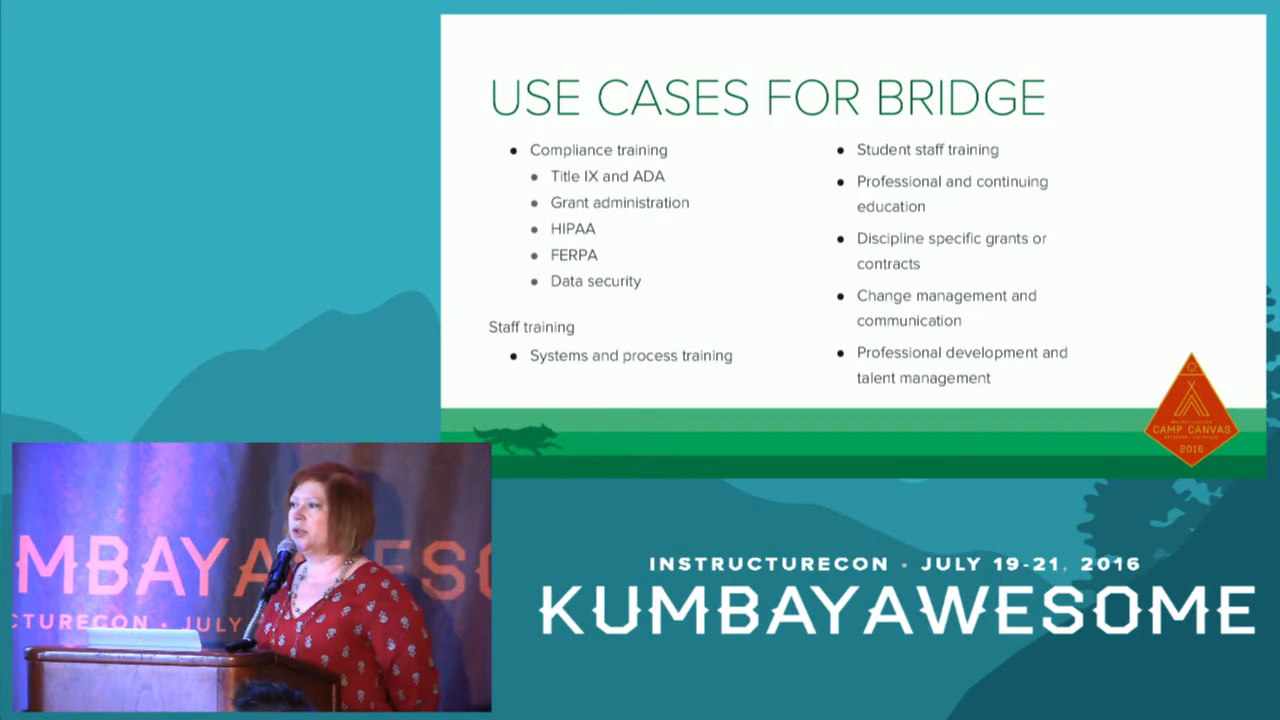 USE CASES FOR BRIDGE
Compliance training
Title IX and ADA
Grant administration
HIPAA
FERPA
Data security
Staff training
Systems and process training
Student staff training
Professional and continuing
education
Discipline specific grants or
contracts
Change management and
communication
Professional development and
talent management
CAMP CANVAS
2016
MBAYAWESO
CTURECON • JULY
INSTRUCTURECON • JULY 19-21, 2016
KUMBAYAWESOME